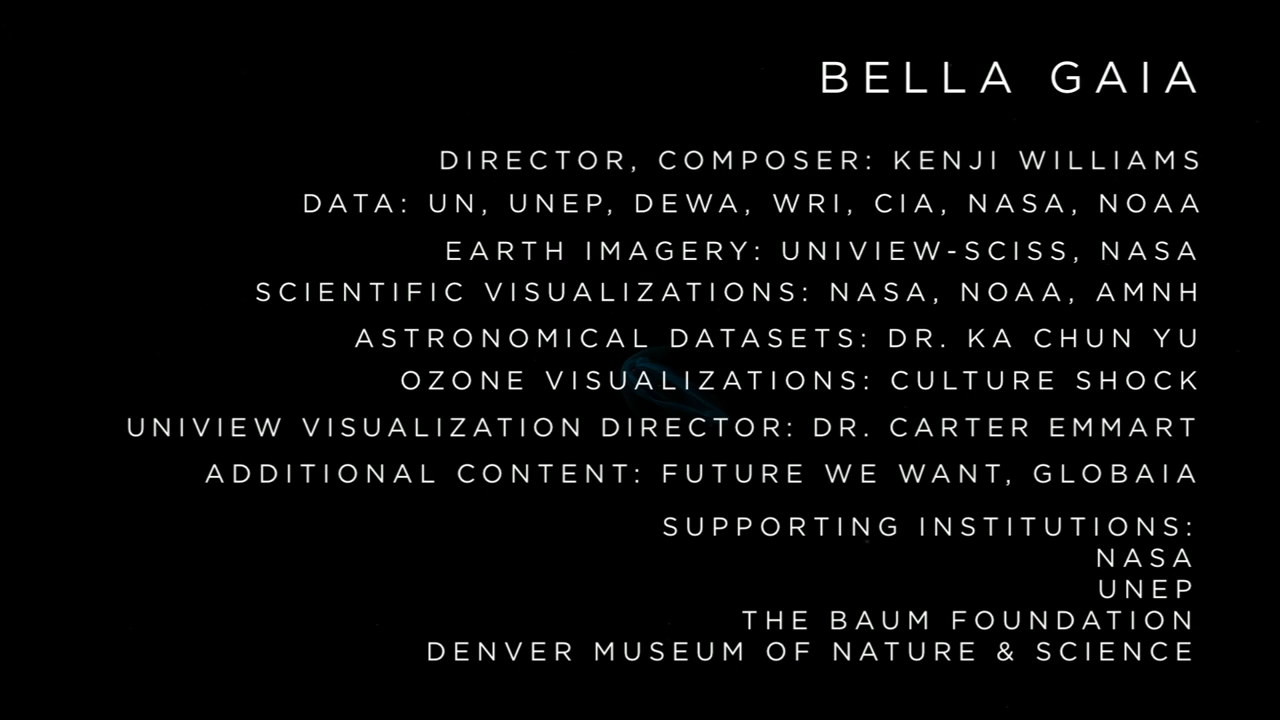 BELLA GAIA
DIRECTOR, COMPOSER: KENJI WILLIAMS
DATA: UN, UNEP, DEWA, WRI, CIA, NASA, NOAA
EARTH IMAGERY: UNIVIEW-SCISS, NASA
SCIENTIFIC VISUALIZATIONS: NASA, NOAA, AMNH
ASTRONOMICAL DATASETS: DR. KA CHUN YU
OZONE VISUALIZATIONS: CULTURE SHOCK
UNIVIEW VISUALIZATION DIRECTOR: DR. CARTER EMMART
ADDITIONAL CONTENT: FUTURE WE WANT, GLOBAIA
SUPPORTING INSTITUTIONS:
NASA
UNEP
THE BAUM FOUNDATION
DENVER MUSEUM OF NATURE & SCIENCE